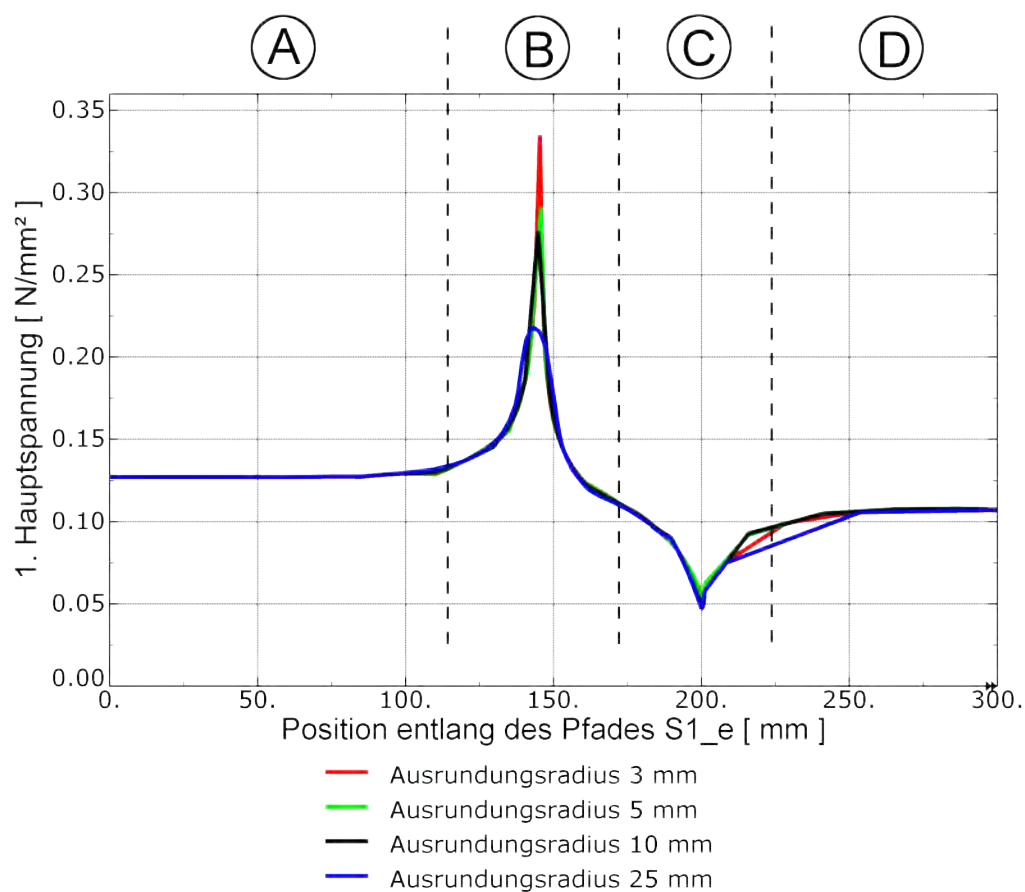 A B C D
0.35
0.30
0.25
0.20
0.15
0.10
0.05
0.00
1. Hauptspannung [ N/mm² ]
0. 50. 100. 150. 200. 250. 300.
Position entlang des Pfades S1_e [ mm ]
Ausrundungsradius 3 mm
Ausrundungsradius 5 mm
Ausrundungsradius 10 mm
Ausrundungsradius 25 mm